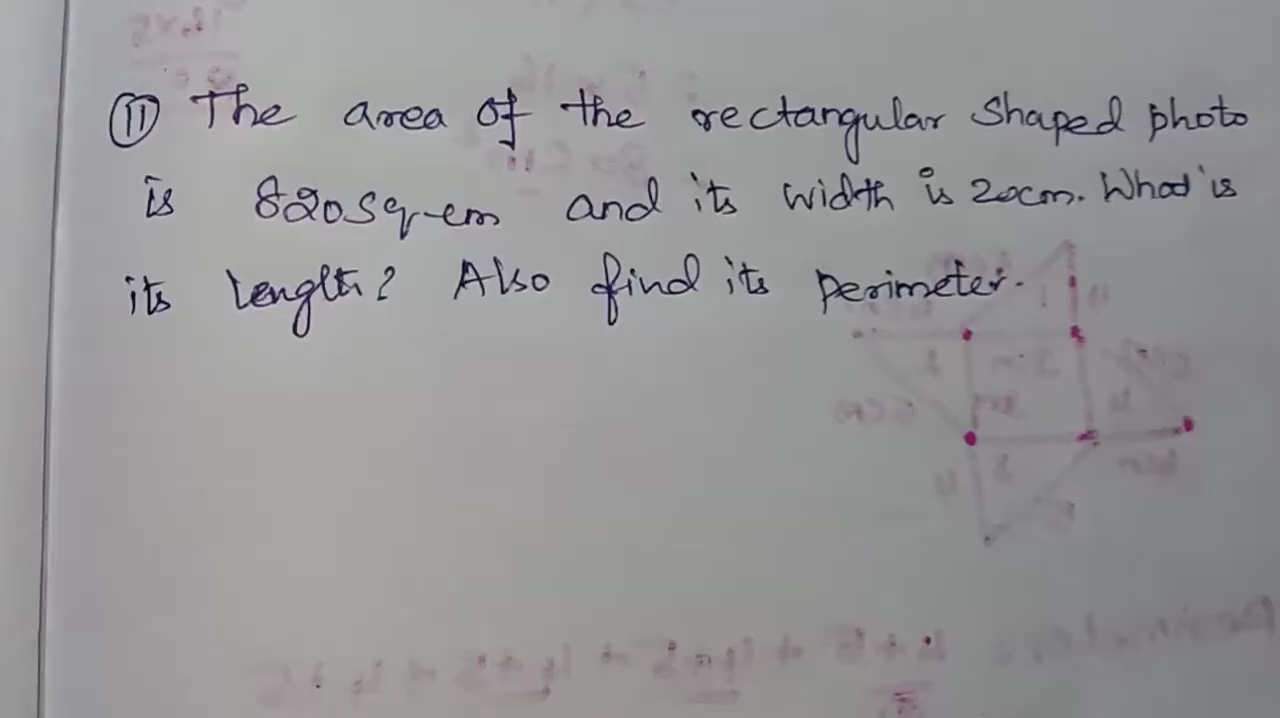 11 The area of the rectangular shaped photo
is 820 sq-cm and its width is 20cm. What is
its length? Also find its perimeter.